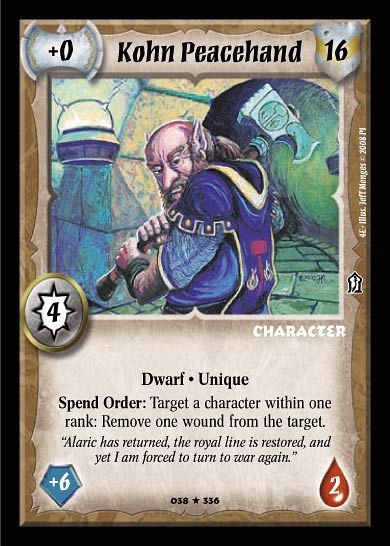 +0
Kohn Peacehand
16
4E · Illus. Jeff Menges © 2008 PI
4
CHARACTER
Dwarf • Unique
Spend Order: Target a character within one
rank: Remove one wound from the target.
“Alaric has returned, the royal line is restored, and
yet I am forced to turn to war again.”
+6
038 ★ 336
2